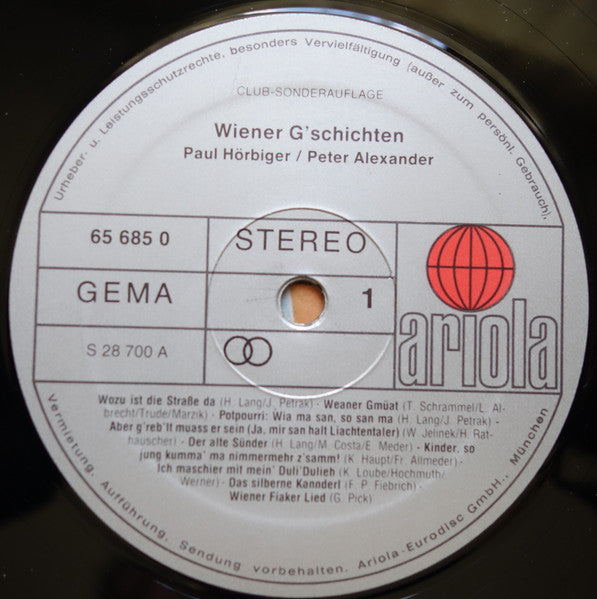 Urheber- u. Leistungsschutzrechte, besonders Vervielfältigung (außer zum persönl. Gebrauch),
CLUB-SONDERAUFLAGE
Wiener G'schichten
Paul Hörbiger / Peter Alexander
65 685 0
STEREO
GEMA
1
ariola
S 28 700 A
Wozu ist die Straße da (H. Lang/J. Petrak) - Weaner Gmüat (T. Schrammel/L. Al-
brecht/Trude/Marzik) - Potpourri: Wia ma san, so san ma (H. Lang/J. Petrak) -
Aber g'reb'lt muass er sein (Ja, mir san halt Liachtentaler) (W. Jelinek/H. Rat-
hauscher) - Der alte Sünder (H. Lang/M. Costa/E. Meder) - Kinder, so
jung kumma' ma nimmermehr z'samm! (K. Haupt/Fr. Allmeder) -
Ich maschier mit mein' Duli'Dulieh (K. Loube/Hochmuth/
Werner) - Das silberne Kannderl (F. P. Fiebrich) -
Wiener Fiaker Lied (G. Pick)
Vermietung, Aufführung, Sendung vorbehalten. Ariola-Eurodisc GmbH., München